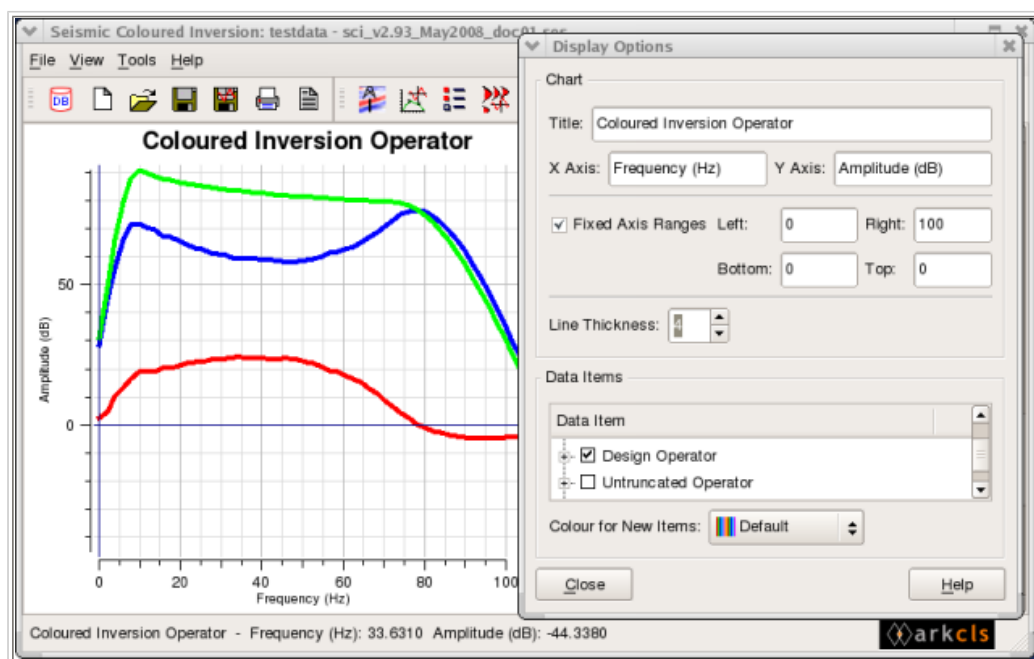 Seismic Coloured Inversion: testdata - sci_v2.93_May2008_doc01.ses
File View Tools Help
DB
Coloured Inversion Operator
50
0
Amplitude (dB)
0 20 40 60 80 100
Frequency (Hz)
Coloured Inversion Operator - Frequency (Hz): 33.6310 Amplitude (dB): -44.3380
arkcls
Display Options
Chart
Title: Coloured Inversion Operator
X Axis: Frequency (Hz) Y Axis: Amplitude (dB)
Fixed Axis Ranges Left: 0 Right: 100
Bottom: 0 Top: 0
Line Thickness: 4
Data Items
Data Item
Design Operator
Untruncated Operator
Colour for New Items: Default
Close Help